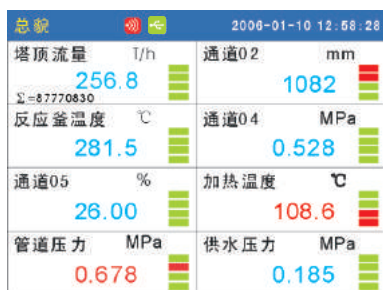 总貌 2006-01-10 12:58:28
塔顶流量 T/h 通道02 mm
256.8 1082
Σ=87770830
反应釜温度 ℃ 通道04 MPa
281.5 0.528
通道05 % 加热温度 ℃
26.00 108.6
管道压力 MPa 供水压力 MPa
0.678 0.185